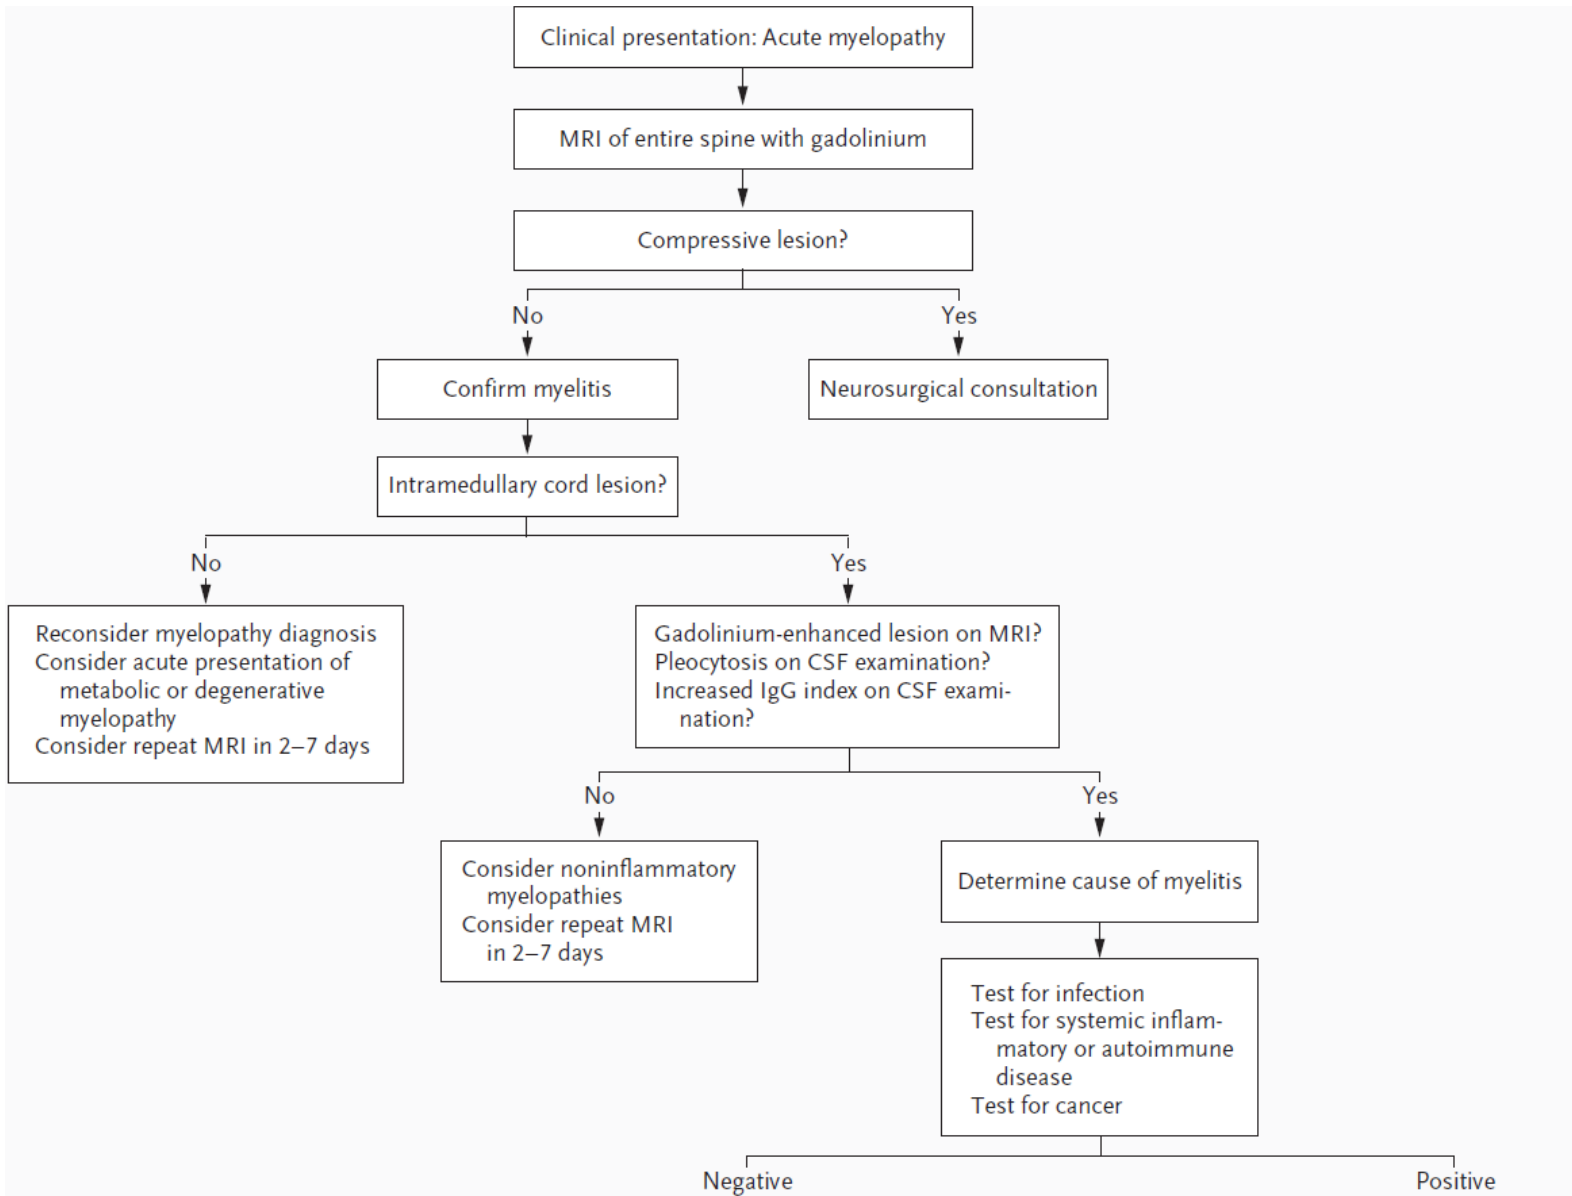 Clinical presentation: Acute myelopathy
MRI of entire spine with gadolinium
Compressive lesion?
No
Yes
Confirm myelitis
Neurosurgical consultation
Intramedullary cord lesion?
No
Yes
Reconsider myelopathy diagnosis
Consider acute presentation of
metabolic or degenerative
myelopathy
Consider repeat MRI in 2–7 days
Gadolinium-enhanced lesion on MRI?
Pleocytosis on CSF examination?
Increased IgG index on CSF exami-
nation?
No
Yes
Consider noninflammatory
myelopathies
Consider repeat MRI
in 2–7 days
Determine cause of myelitis
Test for infection
Test for systemic inflam-
matory or autoimmune
disease
Test for cancer
Negative
Positive